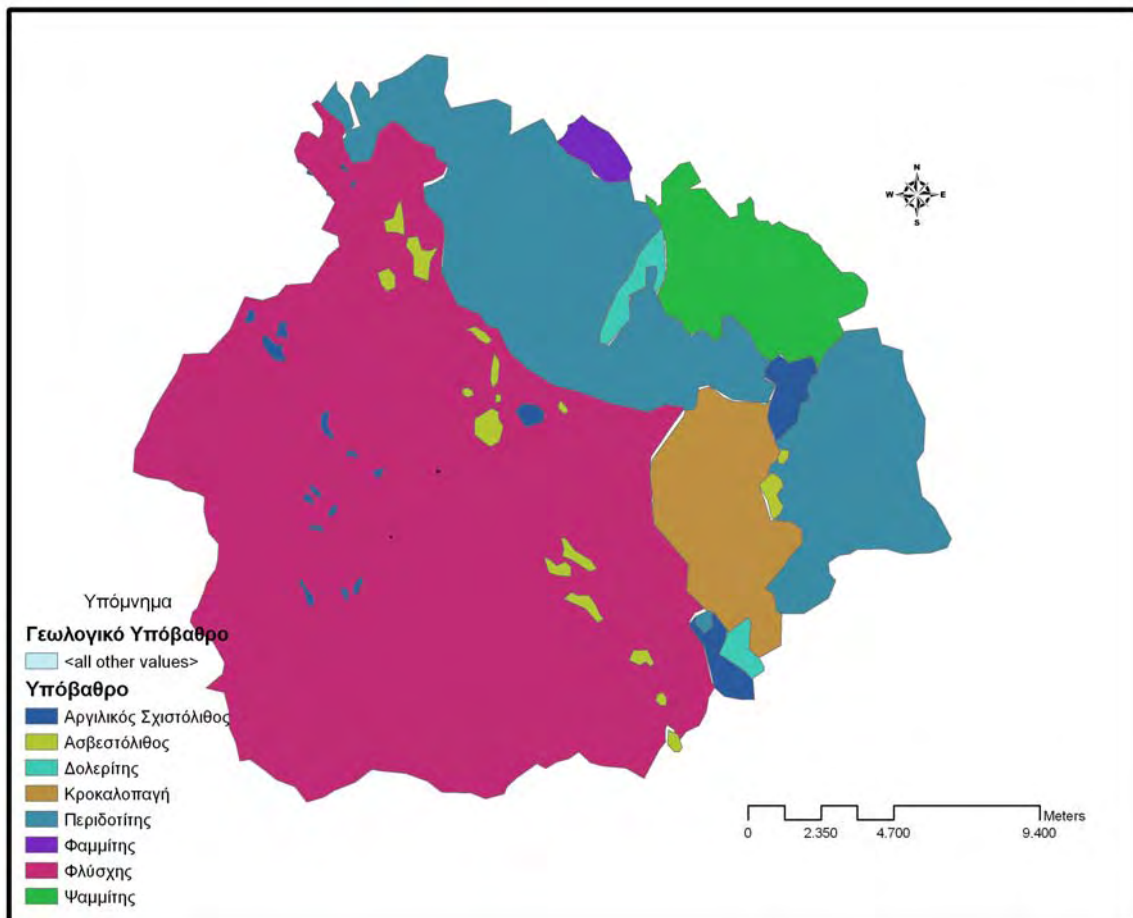 N
W E
S
Υπόμνημα
Γεωλογικό Υπόβαθρο
<all other values>
Υπόβαθρο
Αργιλικός Σχιστόλιθος
Ασβεστόλιθος
Δολερίτης
Κροκαλοπαγή
Περιδοτίτης
Φαμμίτης
Φλύσχης
Ψαμμίτης
Meters
0 2.350 4.700 9.400